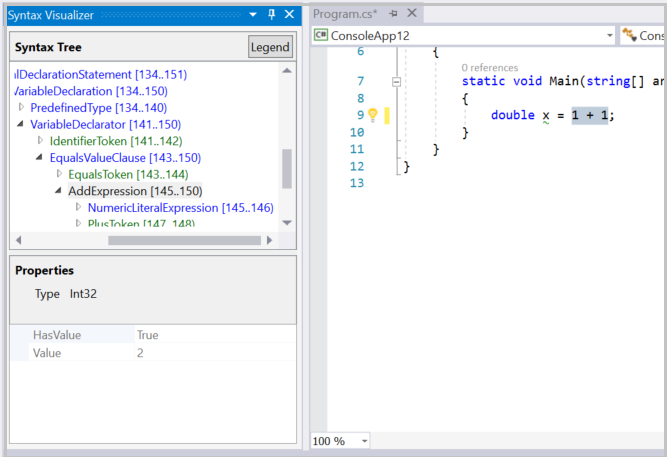 Syntax Visualizer
Syntax Tree
Legend
lDeclarationStatement [134..151)
VariableDeclaration [134..150)
PredefinedType [134..140)
VariableDeclarator [141..150)
IdentifierToken [141..142)
EqualsValueClause [143..150)
EqualsToken [143..144)
AddExpression [145..150)
NumericLiteralExpression [145..146)
PlusToken [147..148)
Properties
Type Int32
HasValue True
Value 2
Program.cs*
C# ConsoleApp12
Cons
6 {
0 references
7 static void Main(string[] ar
8 {
9 double x = 1 + 1;
10 }
11 }
12 }
13
100 %